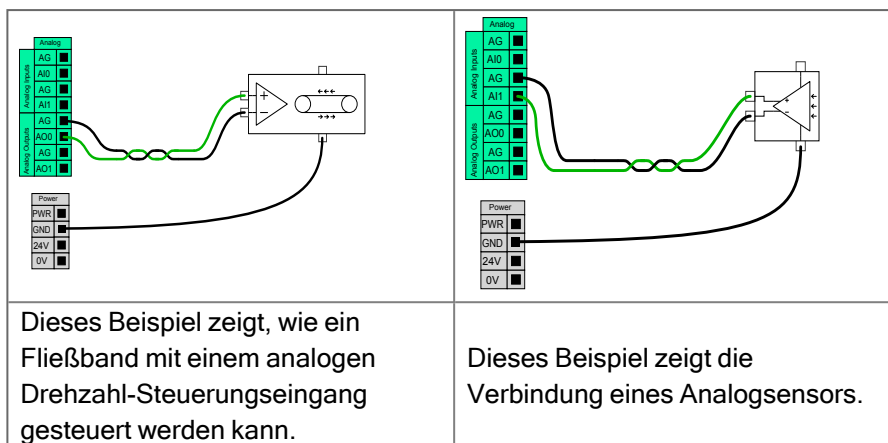 Analog
Analog Inputs
AG
AI0
AG
AI1
Analog Outputs
AG
AO0
AG
AO1
+
−
Power
PWR
GND
24V
0V
Analog
Analog Inputs
AG
AI0
AG
AI1
Analog Outputs
AG
AO0
AG
AO1
+
−
Power
PWR
GND
24V
0V
Dieses Beispiel zeigt, wie ein
Fließband mit einem analogen
Drehzahl-Steuerungseingang
gesteuert werden kann.
Dieses Beispiel zeigt die
Verbindung eines Analogsensors.